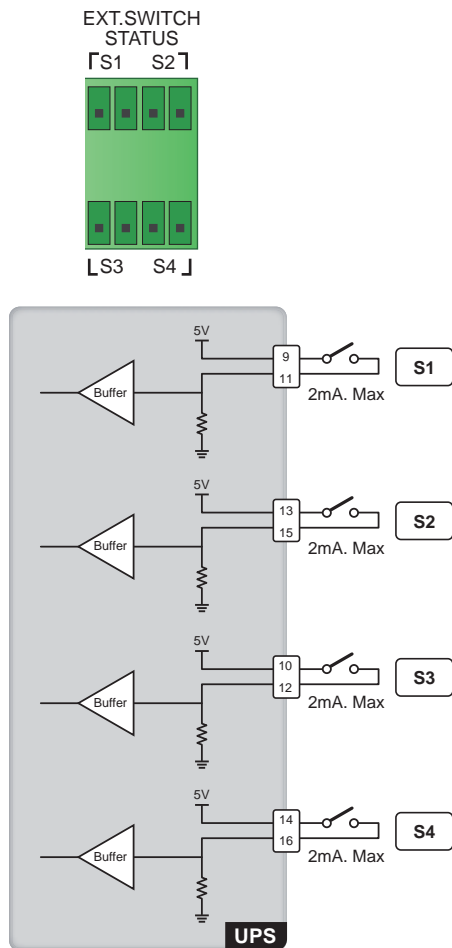 EXT.SWITCH
STATUS
S1 S2
S3 S4
5V
9
11
Buffer
2mA. Max
S1
5V
13
15
Buffer
2mA. Max
S2
5V
10
12
Buffer
2mA. Max
S3
5V
14
16
Buffer
2mA. Max
S4
UPS